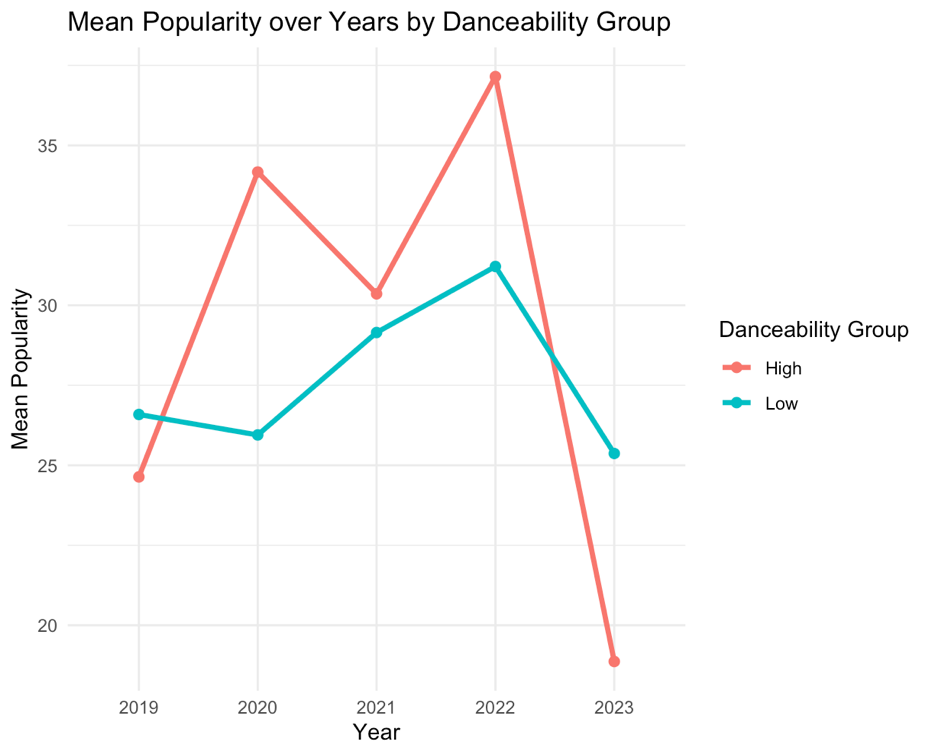 Mean Popularity over Years by Danceability Group
Mean Popularity
35
30
25
20
2019 2020 2021 2022 2023
Year
Danceability Group
High
Low